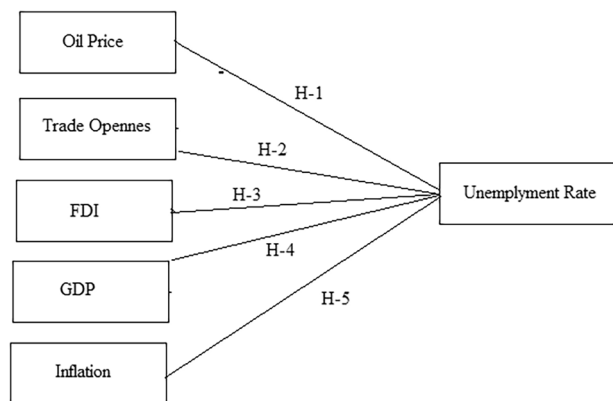 Oil Price
H-1
Trade Opennes
H-2
Unemplyment Rate
H-3
FDI
H-4
GDP
H-5
Inflation